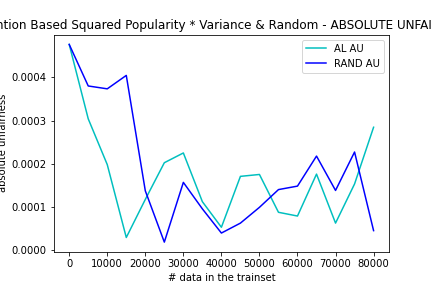 ntion Based Squared Popularity * Variance & Random - ABSOLUTE UNFAI
AL AU
RAND AU
0.0004
0.0003
0.0002
0.0001
0.0000
absolute unfairness
0 10000 20000 30000 40000 50000 60000 70000 80000
# data in the trainset